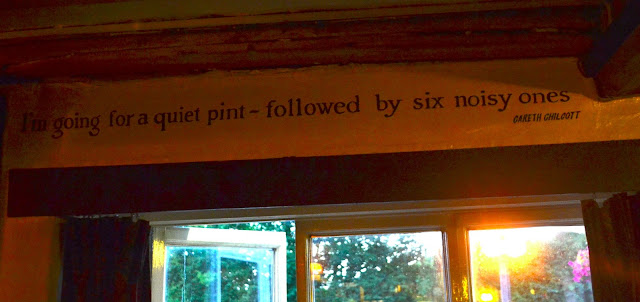 I'm going for a quiet pint - followed by six noisy ones
GARETH CHILCOTT